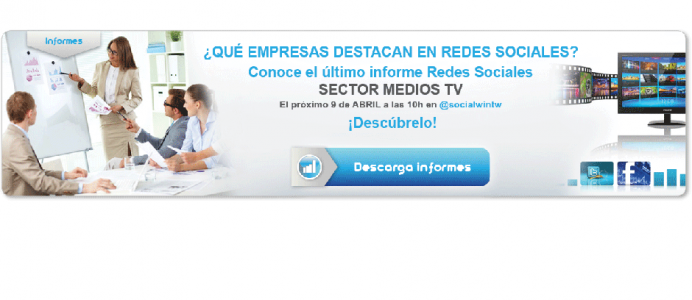 Informes
¿QUÉ EMPRESAS DESTACAN EN REDES SOCIALES?
Conoce el último informe Redes Sociales
SECTOR MEDIOS TV
El próximo 9 de ABRIL a las 10h en @socialwintw
¡Descúbrelo!
Descarga informes